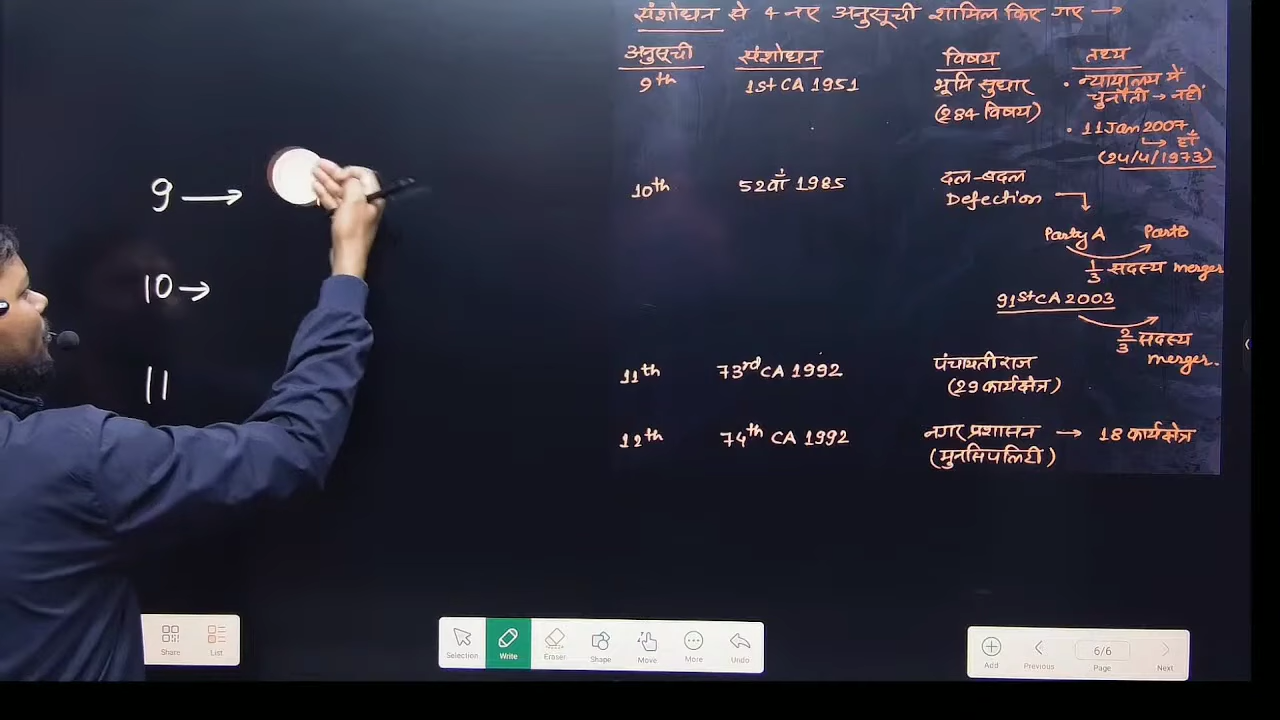 संशोधन से 4 नए अनुसूची शामिल किए गए →
अनुसूची संशोधन विषय तथ्य
9th 1st CA 1951 भूमि सुधार • न्यायालय में
चुनौती → नहीं
(284 विषय)
• 11 Jan 2007
↳ हाँ
(24/4/1973)
9 →
10th 52वाँ 1985 दल-बदल
Defection
Party A Part B
1/3 सदस्य merger
10 →
91st CA 2003
2/3 सदस्य
merger.
11th 73rd CA 1992 पंचायती राज
(29 कार्यक्षेत्र)
11
12th 74th CA 1992 नगर प्रशासन → 18 कार्यक्षेत्र
(मुनसिपलिटी)
Share List
Selection Write Eraser Shape Move More Undo
Add Previous 6/6 Page Next